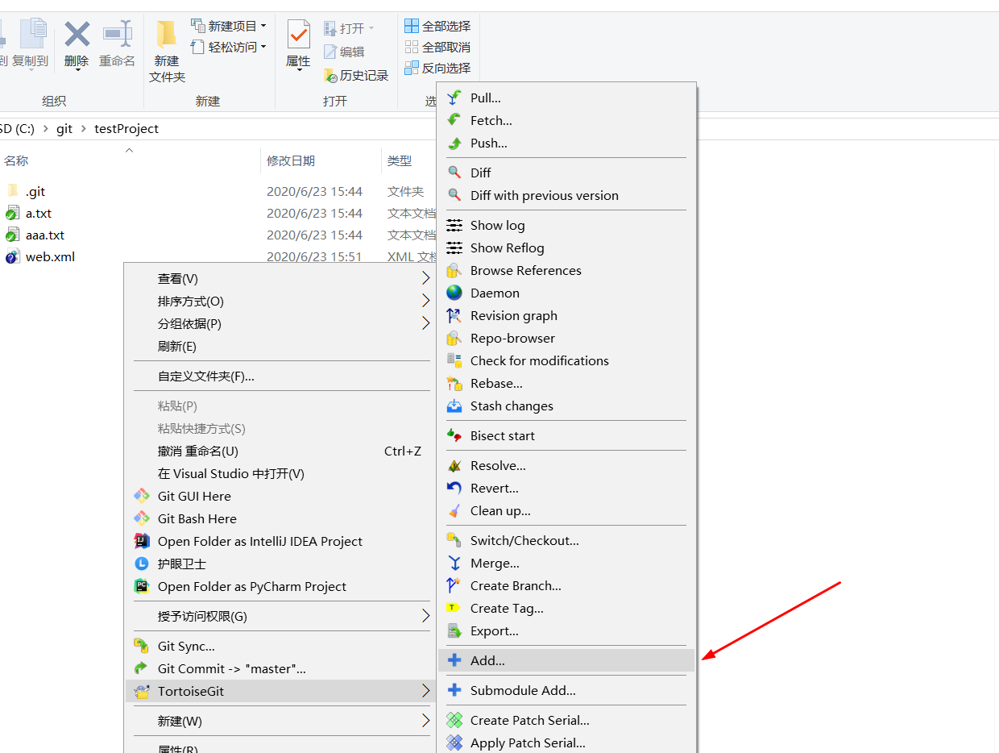 到 复制到
删除
重命名
新建
文件夹
新建项目
轻松访问
属性
打开
编辑
历史记录
全部选择
全部取消
反向选择
组织
新建
打开
选
SD (C:) > git > testProject
名称 修改日期 类型
.git 2020/6/23 15:44 文件夹
a.txt 2020/6/23 15:44 文本文档
aaa.txt 2020/6/23 15:44 文本文档
web.xml 2020/6/23 15:51 XML 文档
查看(V)
排序方式(O)
分组依据(P)
刷新(E)
自定义文件夹(F)...
粘贴(P)
粘贴快捷方式(S)
撤消 重命名(U) Ctrl+Z
在 Visual Studio 中打开(V)
Git GUI Here
Git Bash Here
Open Folder as IntelliJ IDEA Project
护眼卫士
Open Folder as PyCharm Project
授予访问权限(G)
Git Sync...
Git Commit -> "master"...
TortoiseGit
新建(W)
属性(R)
Pull...
Fetch...
Push...
Diff
Diff with previous version
Show log
Show Reflog
Browse References
Daemon
Revision graph
Repo-browser
Check for modifications
Rebase...
Stash changes
Bisect start
Resolve...
Revert...
Clean up...
Switch/Checkout...
Merge...
Create Branch...
Create Tag...
Export...
Add...
Submodule Add...
Create Patch Serial...
Apply Patch Serial...